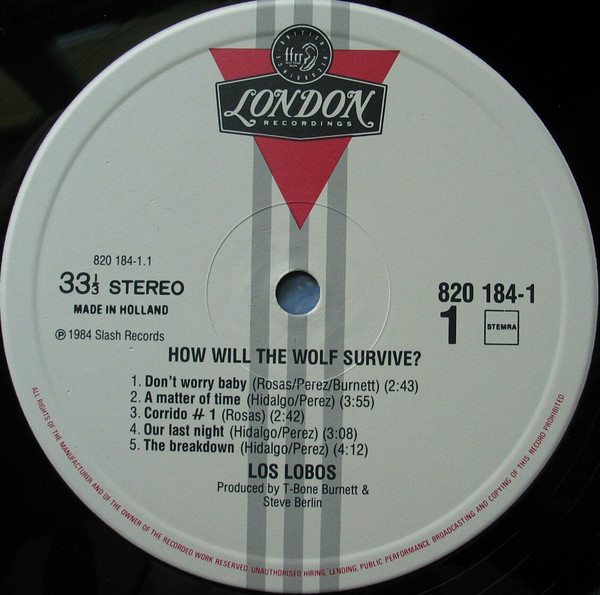 BRITISH RECORDINGS
ffrr
LONDON
RECORDINGS
820 184-1.1
33⅓ STEREO
MADE IN HOLLAND
℗ 1984 Slash Records
820 184-1
1
STEMRA
HOW WILL THE WOLF SURVIVE?
1. Don't worry baby (Rosas/Perez/Burnett) (2:43)
2. A matter of time (Hidalgo/Perez) (3:55)
3. Corrido # 1 (Rosas) (2:42)
4. Our last night (Hidalgo/Perez) (3:08)
5. The breakdown (Hidalgo/Perez) (4:12)
LOS LOBOS
Produced by T-Bone Burnett &
Steve Berlin
ALL RIGHTS OF THE MANUFACTURER AND OF THE OWNER OF THE RECORDED WORK RESERVED. UNAUTHORISED HIRING, LENDING, PUBLIC PERFORMANCE, BROADCASTING AND COPYING OF THIS RECORD PROHIBITED.